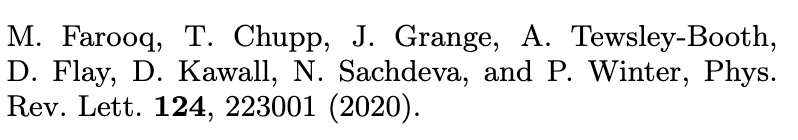 M. Farooq, T. Chupp, J. Grange, A. Tewsley-Booth,
D. Flay, D. Kawall, N. Sachdeva, and P. Winter, Phys.
Rev. Lett. 124, 223001 (2020).